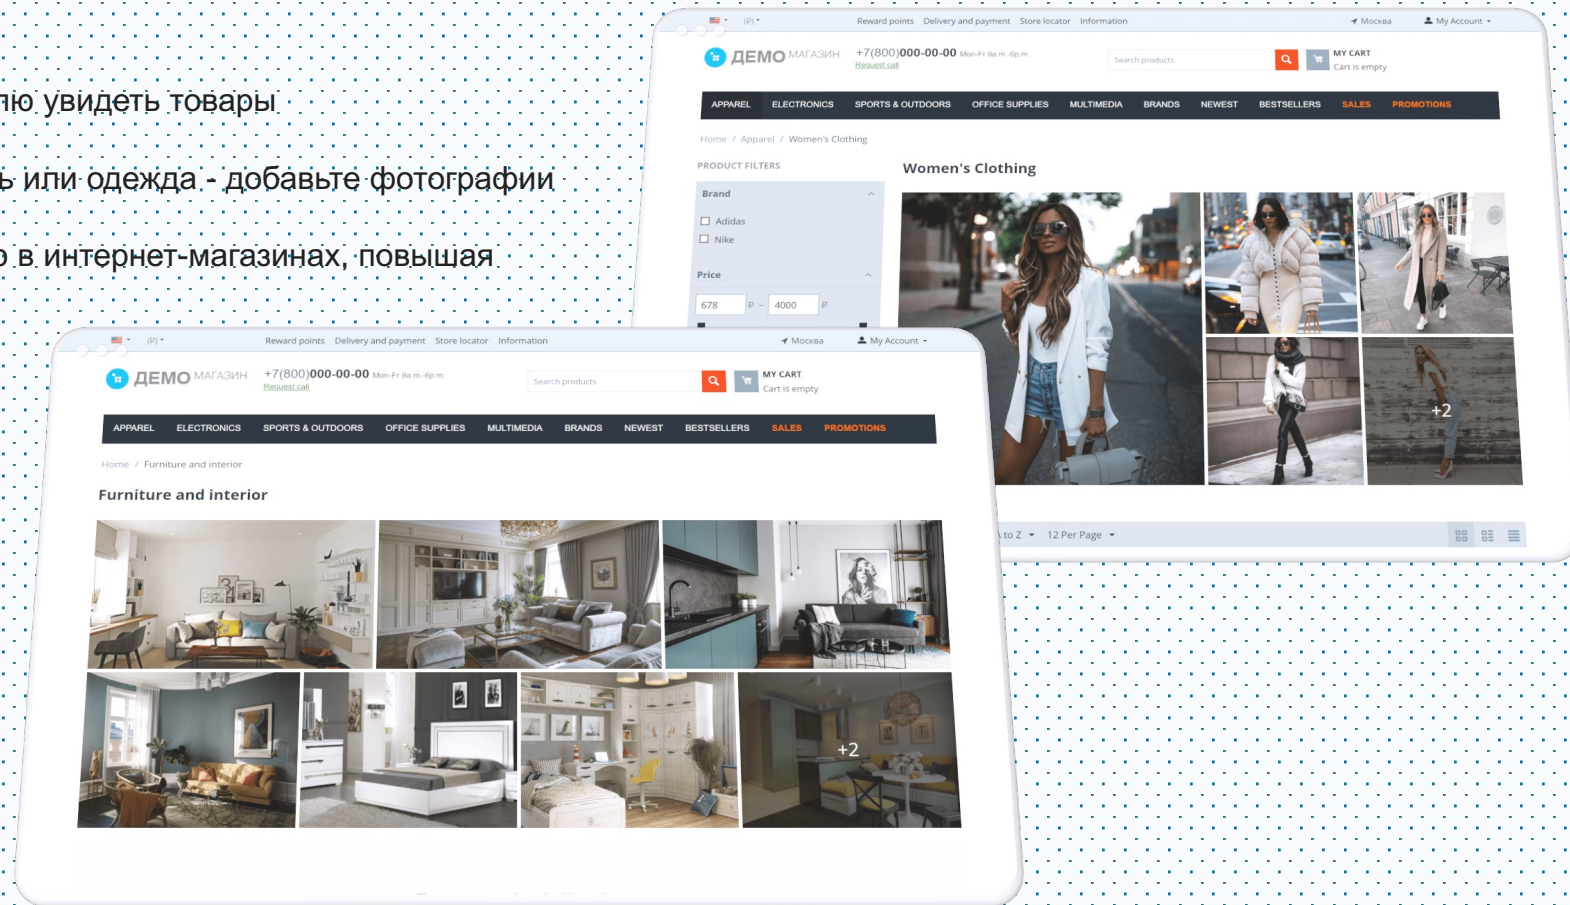 лю увидеть товары
ь или одежда - добавьте фотографии
о в интернет-магазинах, повышая
(₽)
Reward points Delivery and payment Store locator Information
Москва
My Account
ДЕМО МАГАЗИН
+7(800)000-00-00 Mon-Fr 9a.m.-6p.m.
Request call
Search products
MY CART
Cart is empty
APPAREL ELECTRONICS SPORTS & OUTDOORS OFFICE SUPPLIES MULTIMEDIA BRANDS NEWEST BESTSELLERS SALES PROMOTIONS
Home / Apparel / Women's Clothing
PRODUCT FILTERS
Women's Clothing
Brand
Adidas
Nike
Price
678 ₽ – 4000 ₽
+2
to Z 12 Per Page
(₽)
Reward points Delivery and payment Store locator Information
Москва
My Account
ДЕМО МАГАЗИН
+7(800)000-00-00 Mon-Fr 9a.m.-6p.m.
Request call
Search products
MY CART
Cart is empty
APPAREL ELECTRONICS SPORTS & OUTDOORS OFFICE SUPPLIES MULTIMEDIA BRANDS NEWEST BESTSELLERS SALES PROMOTIONS
Home / Furniture and interior
Furniture and interior
+2